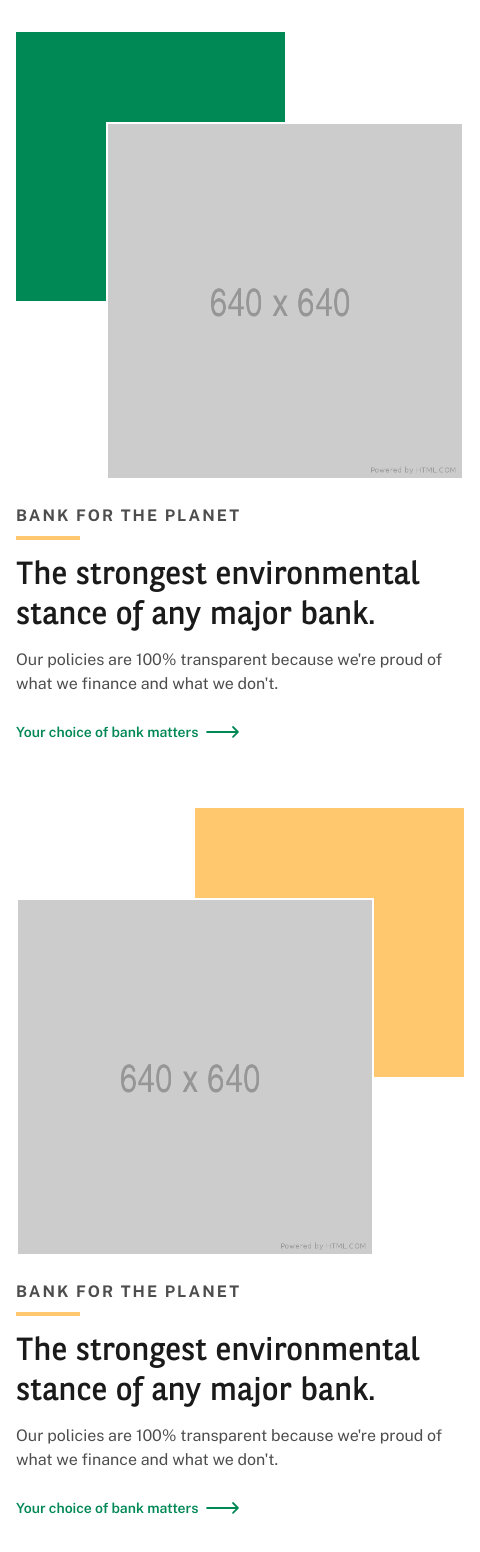 640 x 640
Powered by HTML.COM
BANK FOR THE PLANET
The strongest environmental
stance of any major bank.
Our policies are 100% transparent because we're proud of
what we finance and what we don't.
Your choice of bank matters
640 x 640
Powered by HTML.COM
BANK FOR THE PLANET
The strongest environmental
stance of any major bank.
Our policies are 100% transparent because we're proud of
what we finance and what we don't.
Your choice of bank matters